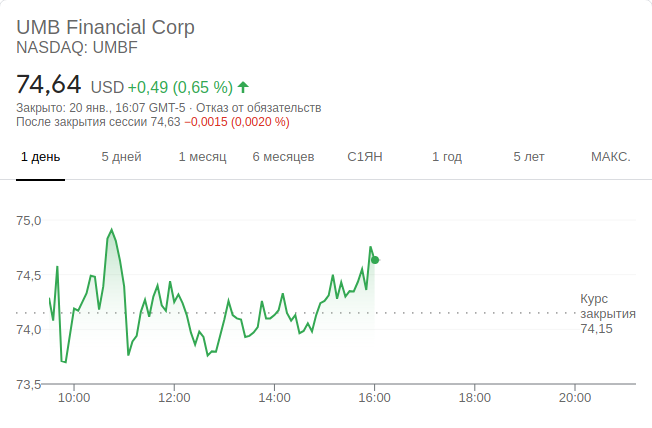 UMB Financial Corp
NASDAQ: UMBF
74,64 USD +0,49 (0,65 %)
Закрыто: 20 янв., 16:07 GMT-5 · Отказ от обязательств
После закрытия сессии 74,63 −0,0015 (0,0020 %)
1 день 5 дней 1 месяц 6 месяцев С1ЯН 1 год 5 лет МАКС.
75,0
74,5
74,0
73,5
Курс
закрытия
74,15
10:00 12:00 14:00 16:00 18:00 20:00